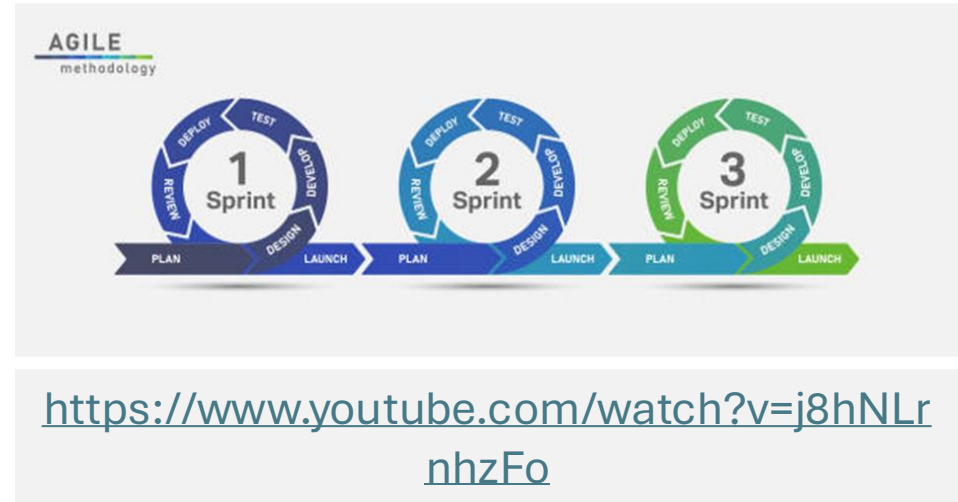 AGILE
methodology
DEPLOY
TEST
REVIEW
1
DEVELOP
Sprint
DESIGN
PLAN
LAUNCH
DEPLOY
TEST
REVIEW
2
DEVELOP
Sprint
DESIGN
PLAN
LAUNCH
DEPLOY
TEST
REVIEW
3
DEVELOP
Sprint
DESIGN
PLAN
LAUNCH
https://www.youtube.com/watch?v=j8hNLr
nhzFo